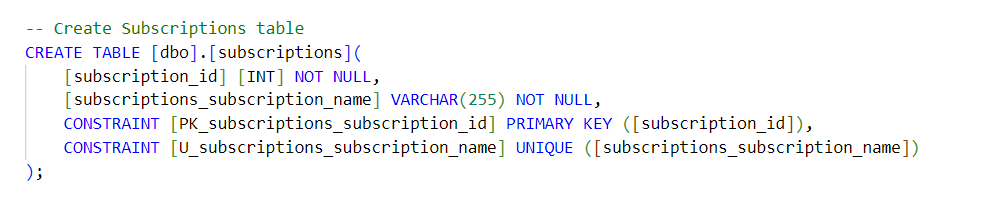 -- Create Subscriptions table
CREATE TABLE [dbo].[subscriptions](
    [subscription_id] [INT] NOT NULL,
    [subscriptions_subscription_name] VARCHAR(255) NOT NULL,
    CONSTRAINT [PK_subscriptions_subscription_id] PRIMARY KEY ([subscription_id]),
    CONSTRAINT [U_subscriptions_subscription_name] UNIQUE ([subscriptions_subscription_name])
);